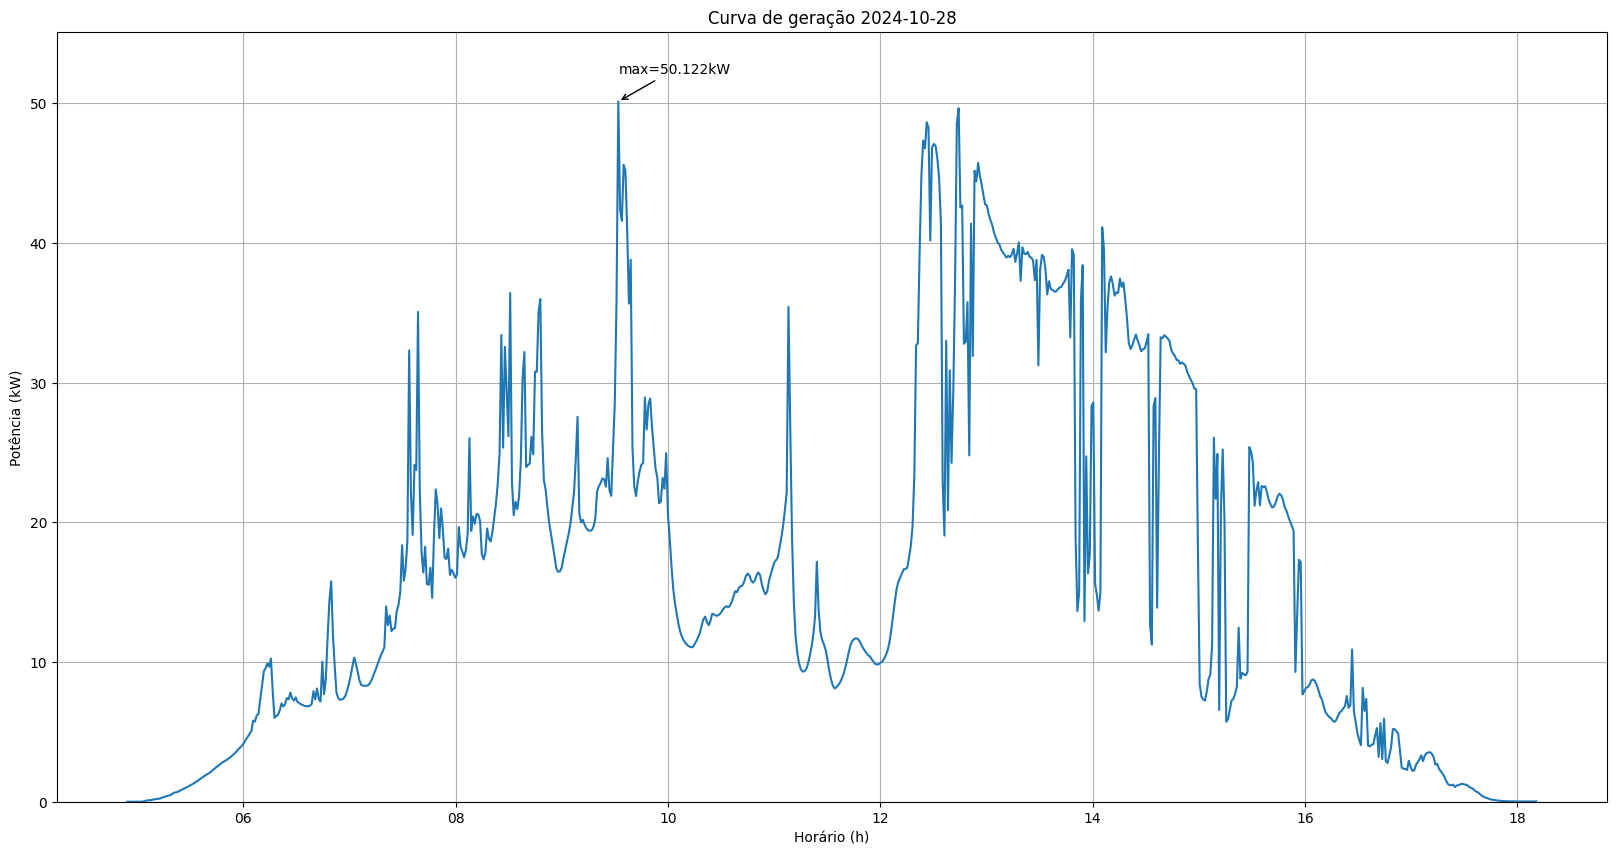 Curva de geração 2024-10-28
max=50.122kW
50
40
30
20
10
0
Potência (kW)
06 08 10 12 14 16 18
Horário (h)